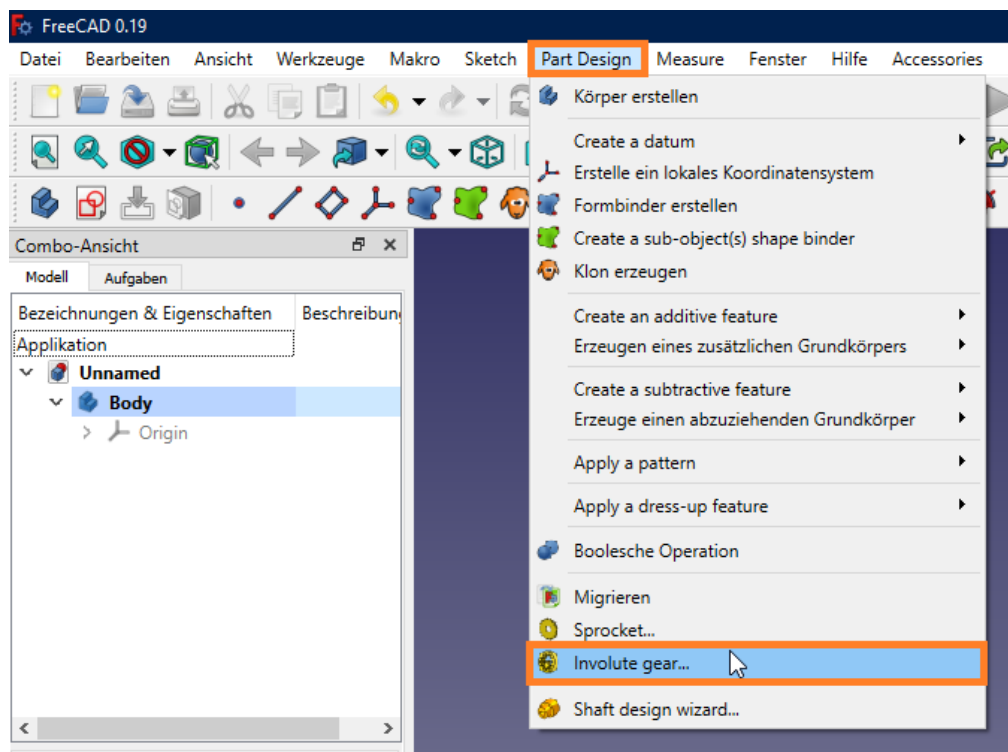 FreeCAD 0.19
Datei Bearbeiten Ansicht Werkzeuge Makro Sketch Part Design Measure Fenster Hilfe Accessories
Körper erstellen
Create a datum
Erstelle ein lokales Koordinatensystem
Formbinder erstellen
Create a sub-object(s) shape binder
Klon erzeugen
Create an additive feature
Erzeugen eines zusätzlichen Grundkörpers
Create a subtractive feature
Erzeuge einen abzuziehenden Grundkörper
Apply a pattern
Apply a dress-up feature
Boolesche Operation
Migrieren
Sprocket...
Involute gear...
Shaft design wizard...
Combo-Ansicht
Modell Aufgaben
Bezeichnungen & Eigenschaften Beschreibun
Applikation
Unnamed
Body
Origin